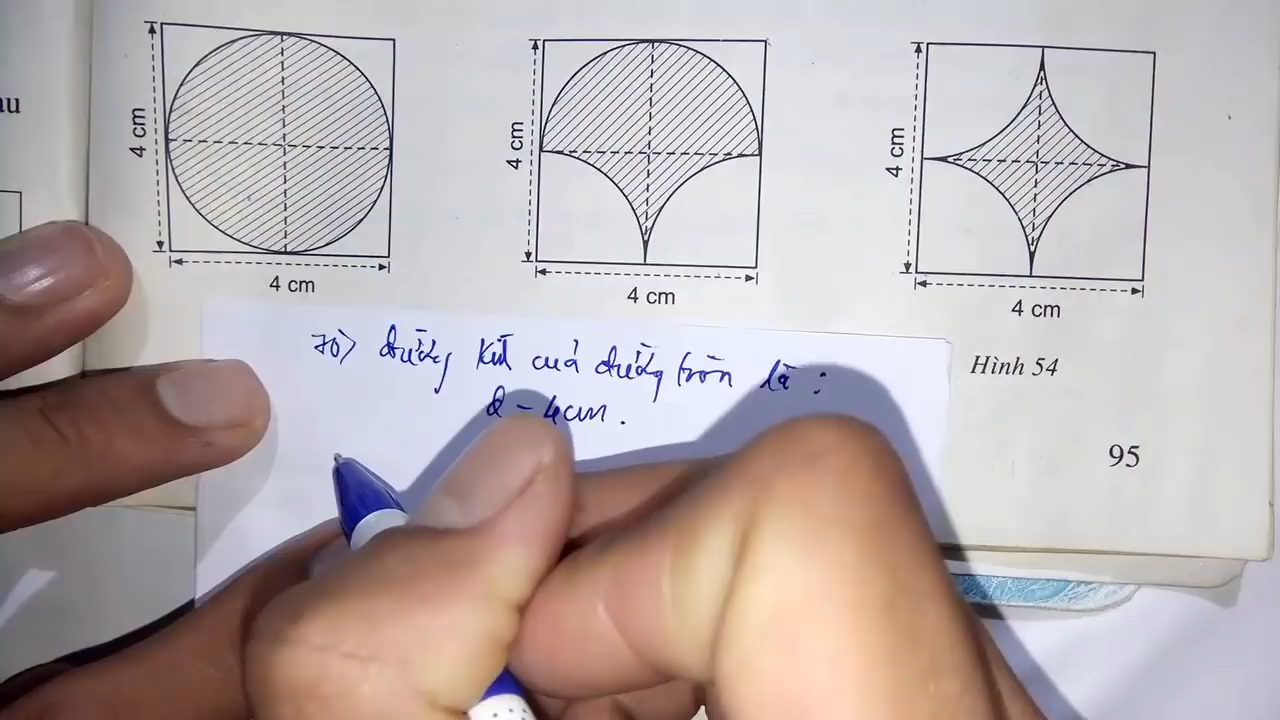 au
4 cm
4 cm
4 cm
4 cm
4 cm
4 cm
70) đường kính của đường tròn là :
d = 4cm.
Hình 54
95